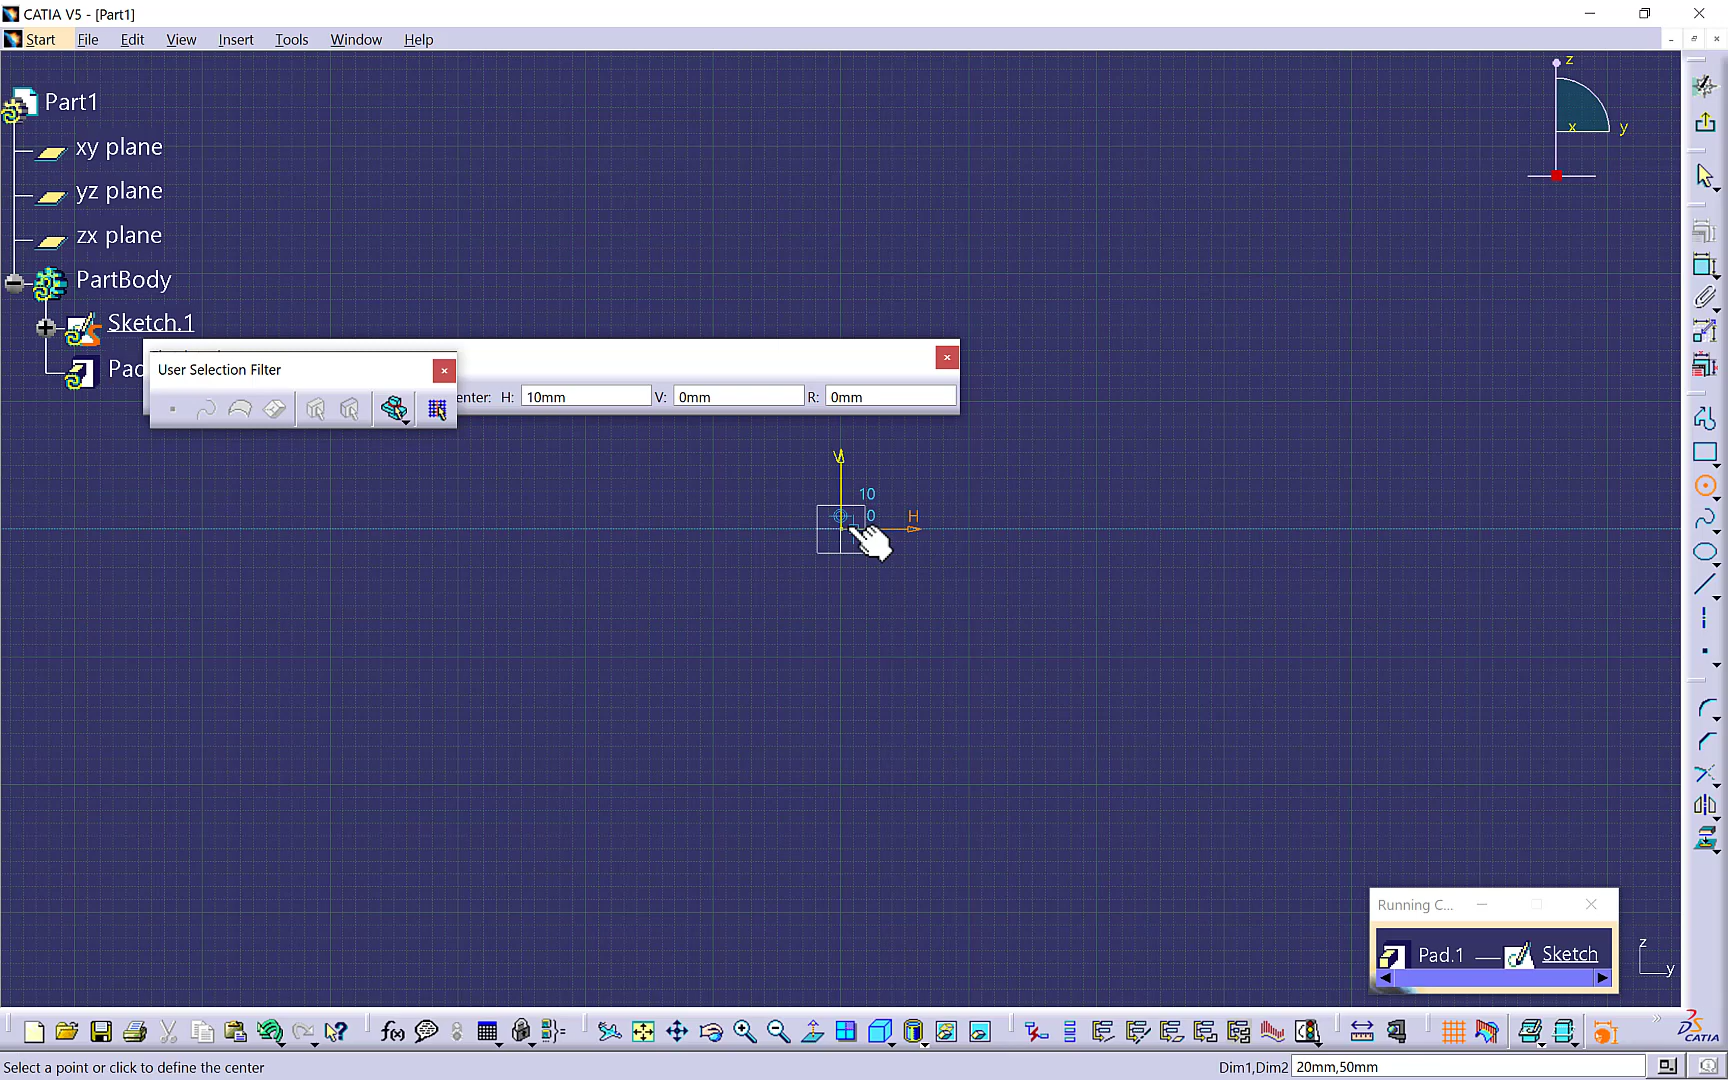 CATIA V5 - [Part1]
Start File Edit View Insert Tools Window Help
Part1
xy plane
yz plane
zx plane
PartBody
Sketch.1
Pad
User Selection Filter
enter: H: 10mm V: 0mm R: 0mm
z
x y
V
10
0 H
Running C...
Pad.1 Sketch
z
y
f(x)
CATIA
Select a point or click to define the center
Dim1,Dim2 20mm,50mm